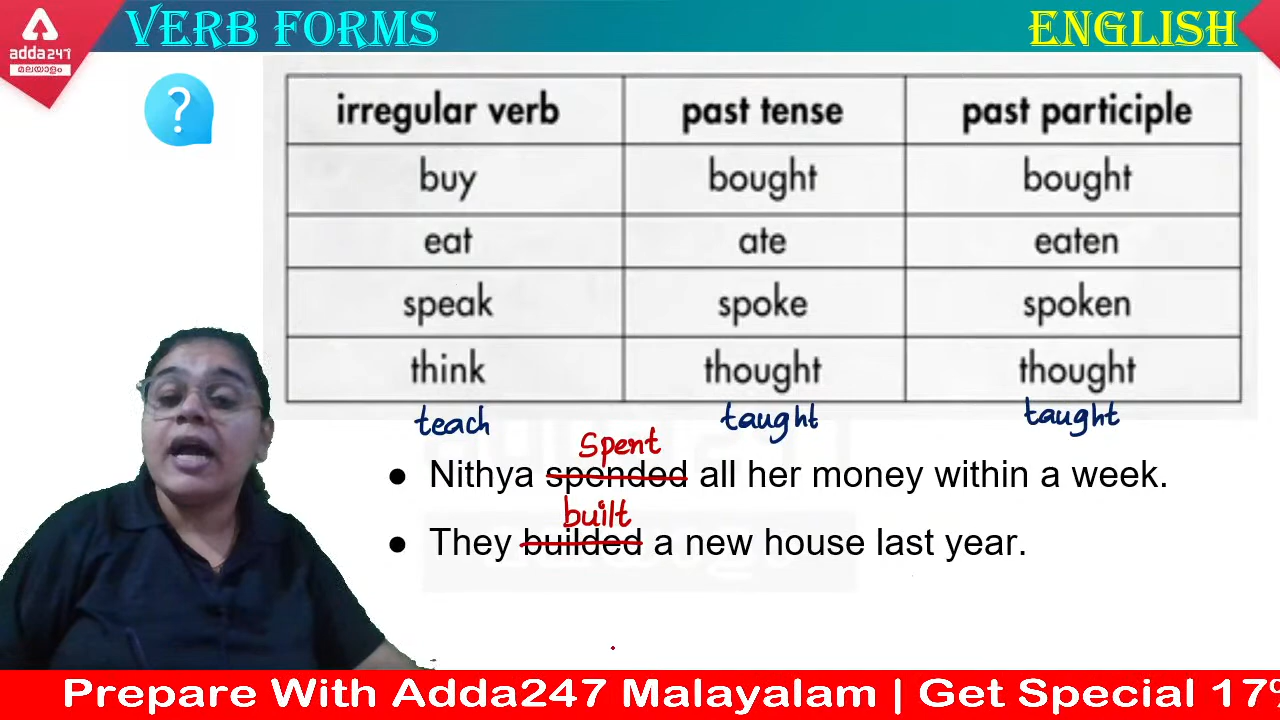 VERB FORMS ENGLISH
adda247
മലയാളം
?
irregular verb past tense past participle
buy bought bought
eat ate eaten
speak spoke spoken
think thought thought
teach taught taught
Spent
Nithya spended all her money within a week.
built
They builded a new house last year.
Prepare With Adda247 Malayalam | Get Special 17%